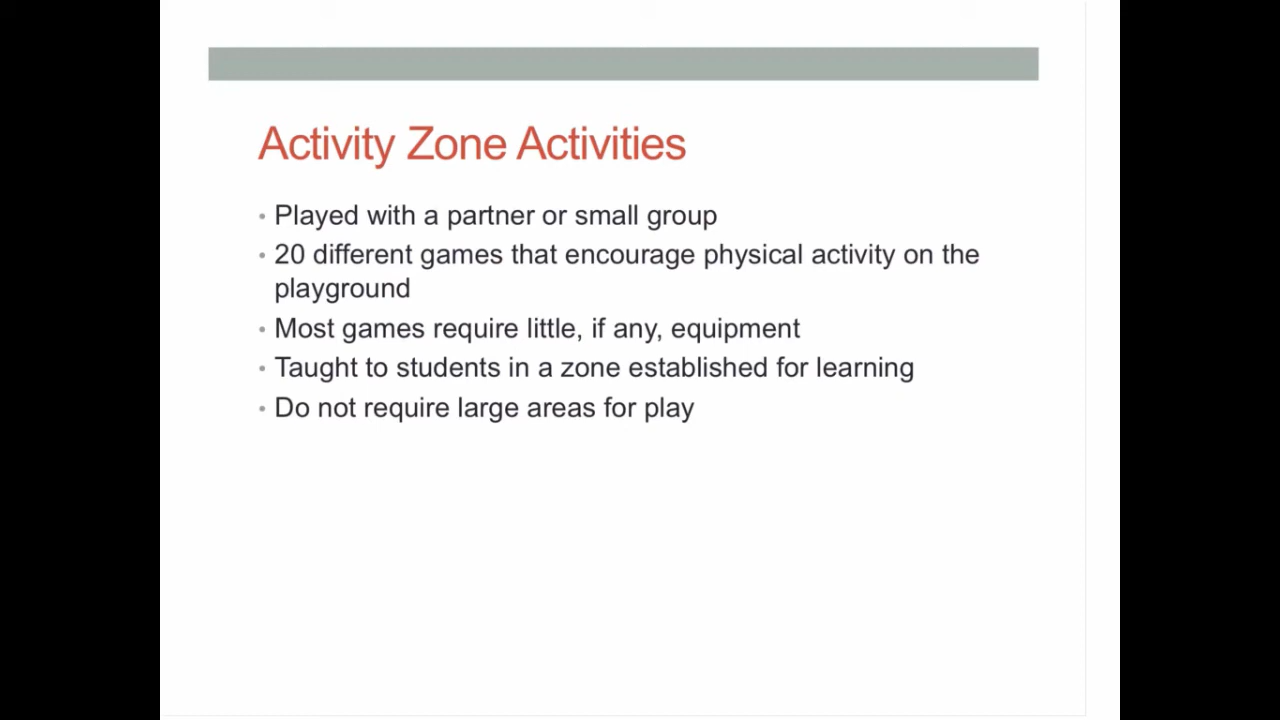 Activity Zone Activities
• Played with a partner or small group
• 20 different games that encourage physical activity on the
playground
• Most games require little, if any, equipment
• Taught to students in a zone established for learning
• Do not require large areas for play